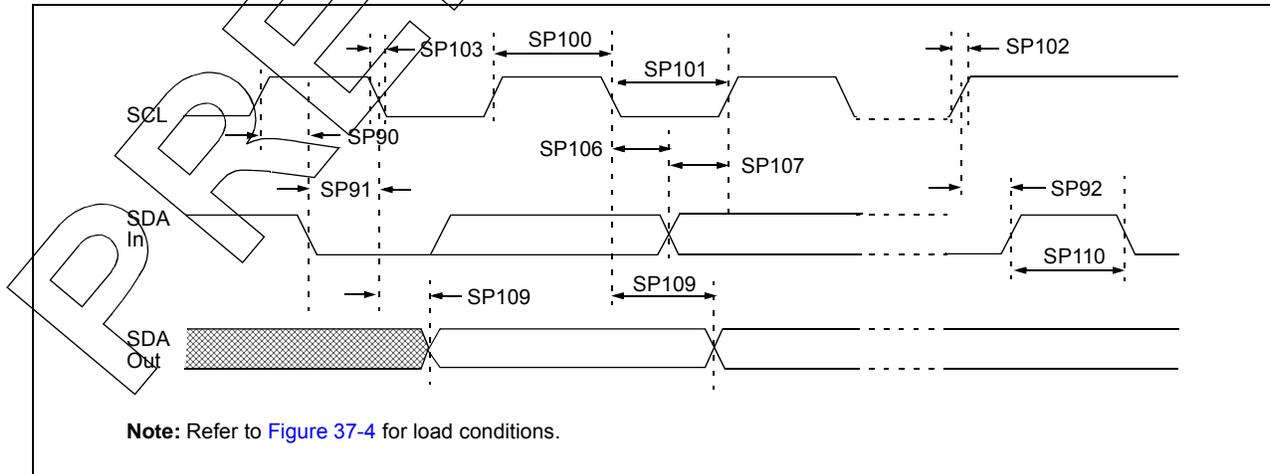 SP103
SP100
SP102
SP101
SCL
SP90
SP106
SP107
SP91
SP92
SDA
In
SP110
SP109
SP109
SDA
Out
Note: Refer to Figure 37-4 for load conditions.
PRE